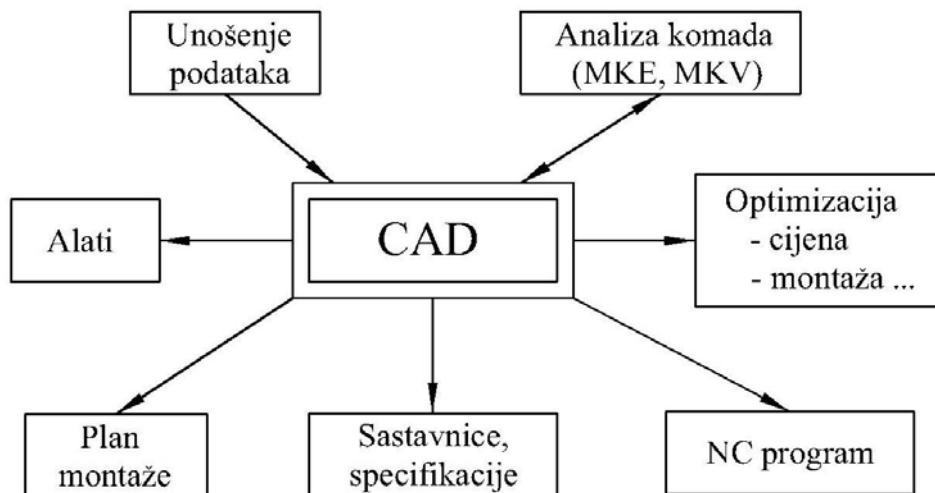 Unošenje
podataka
Analiza komada
(MKE, MKV)
Alati
CAD
Optimizacija
- cijena
- montaža ...
Plan
montaže
Sastavnice,
specifikacije
NC program